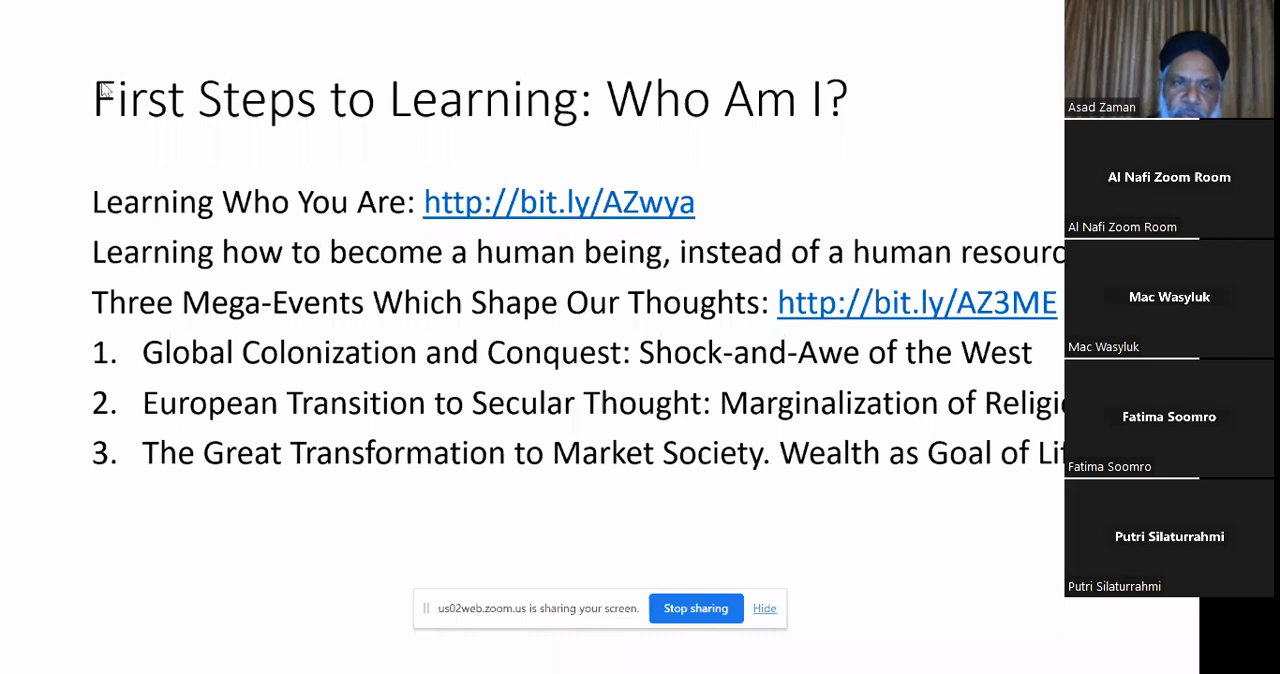 First Steps to Learning: Who Am I?
Learning Who You Are: http://bit.ly/AZwya
Learning how to become a human being, instead of a human resourc
Three Mega-Events Which Shape Our Thoughts: http://bit.ly/AZ3ME
1. Global Colonization and Conquest: Shock-and-Awe of the West
2. European Transition to Secular Thought: Marginalization of Religi
3. The Great Transformation to Market Society. Wealth as Goal of Li
us02web.zoom.us is sharing your screen. Stop sharing Hide
Asad Zaman
Al Nafi Zoom Room
Al Nafi Zoom Room
Mac Wasyluk
Mac Wasyluk
Fatima Soomro
Fatima Soomro
Putri Silaturrahmi
Putri Silaturrahmi